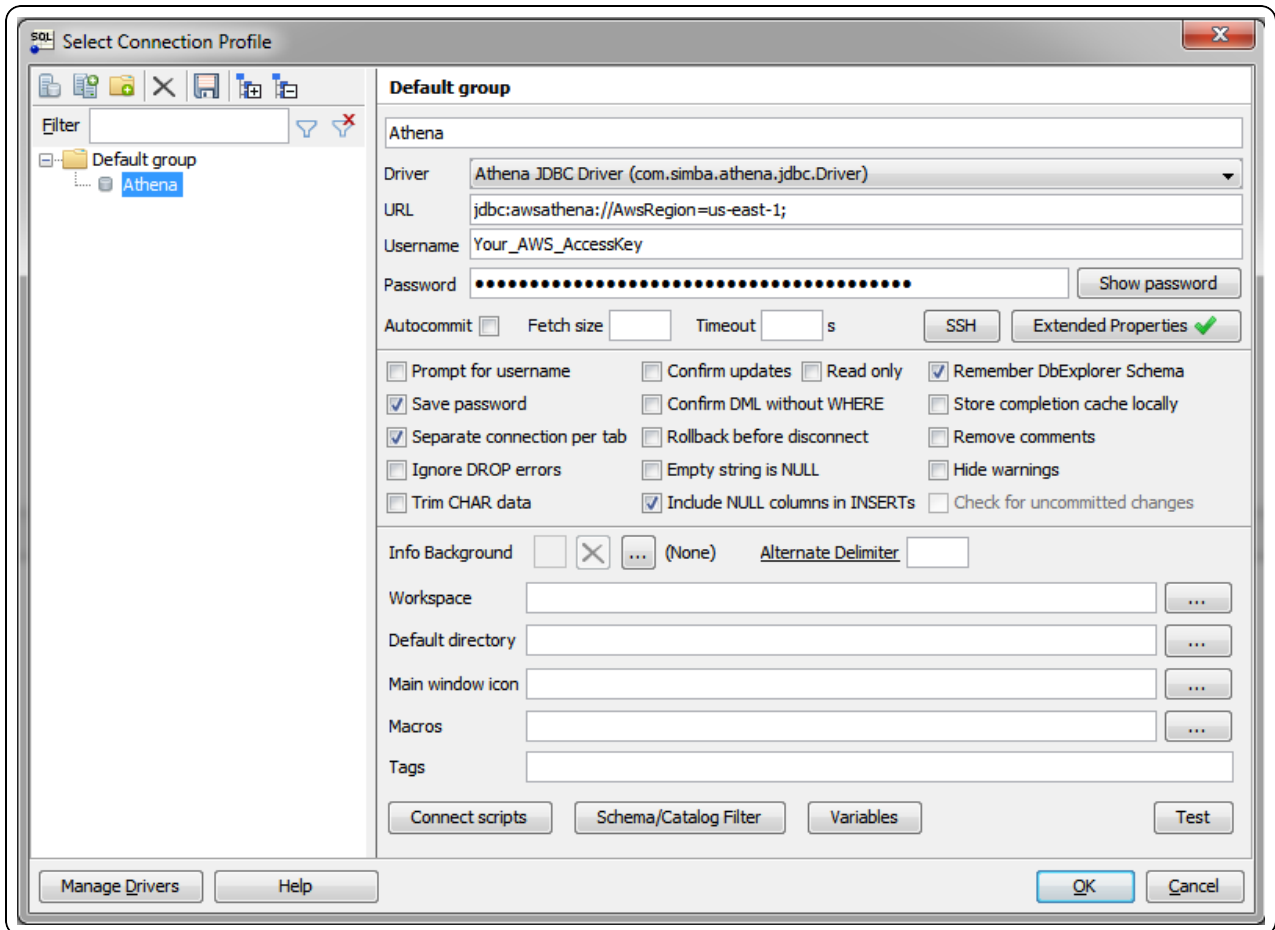 SQL Select Connection Profile
Default group
Filter
Default group
Athena
Athena
Driver Athena JDBC Driver (com.simba.athena.jdbc.Driver)
URL jdbc:awsathena://AwsRegion=us-east-1;
Username Your_AWS_AccessKey
Password Show password
Autocommit Fetch size Timeout s SSH Extended Properties
Prompt for username Confirm updates Read only Remember DbExplorer Schema
Save password Confirm DML without WHERE Store completion cache locally
Separate connection per tab Rollback before disconnect Remove comments
Ignore DROP errors Empty string is NULL Hide warnings
Trim CHAR data Include NULL columns in INSERTs Check for uncommitted changes
Info Background ... (None) Alternate Delimiter
Workspace ...
Default directory ...
Main window icon ...
Macros ...
Tags
Connect scripts Schema/Catalog Filter Variables Test
Manage Drivers Help OK Cancel